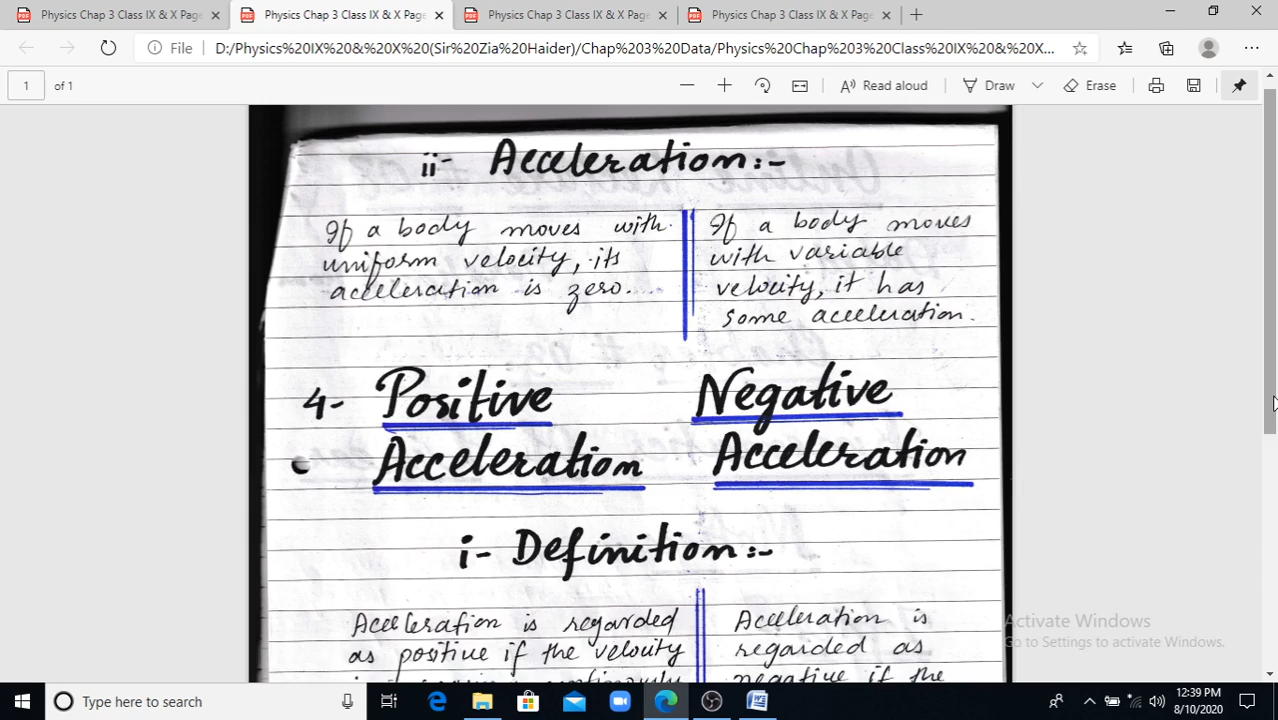 Physics Chap 3 Class IX & X Page
Physics Chap 3 Class IX & X Page
Physics Chap 3 Class IX & X Page
Physics Chap 3 Class IX & X Page
File D:/Physics%20IX%20&%20X%20(Sir%20Zia%20Haider)/Chap%203%20Data/Physics%20Chap%203%20Class%20IX%20&%20X...
1 of 1 Read aloud Draw Erase
ii- Acceleration:-
If a body moves with
uniform velocity, its
acceleration is zero.
If a body moves
with variable
velocity, it has
some acceleration.
4- Positive Acceleration
Negative Acceleration
i- Definition:-
Acceleration is regarded
as positive if the velocity
Acceleration is
regarded as
negative if the
Activate Windows
Go to Settings to activate Windows.
Type here to search
12:39 PM
8/10/2020